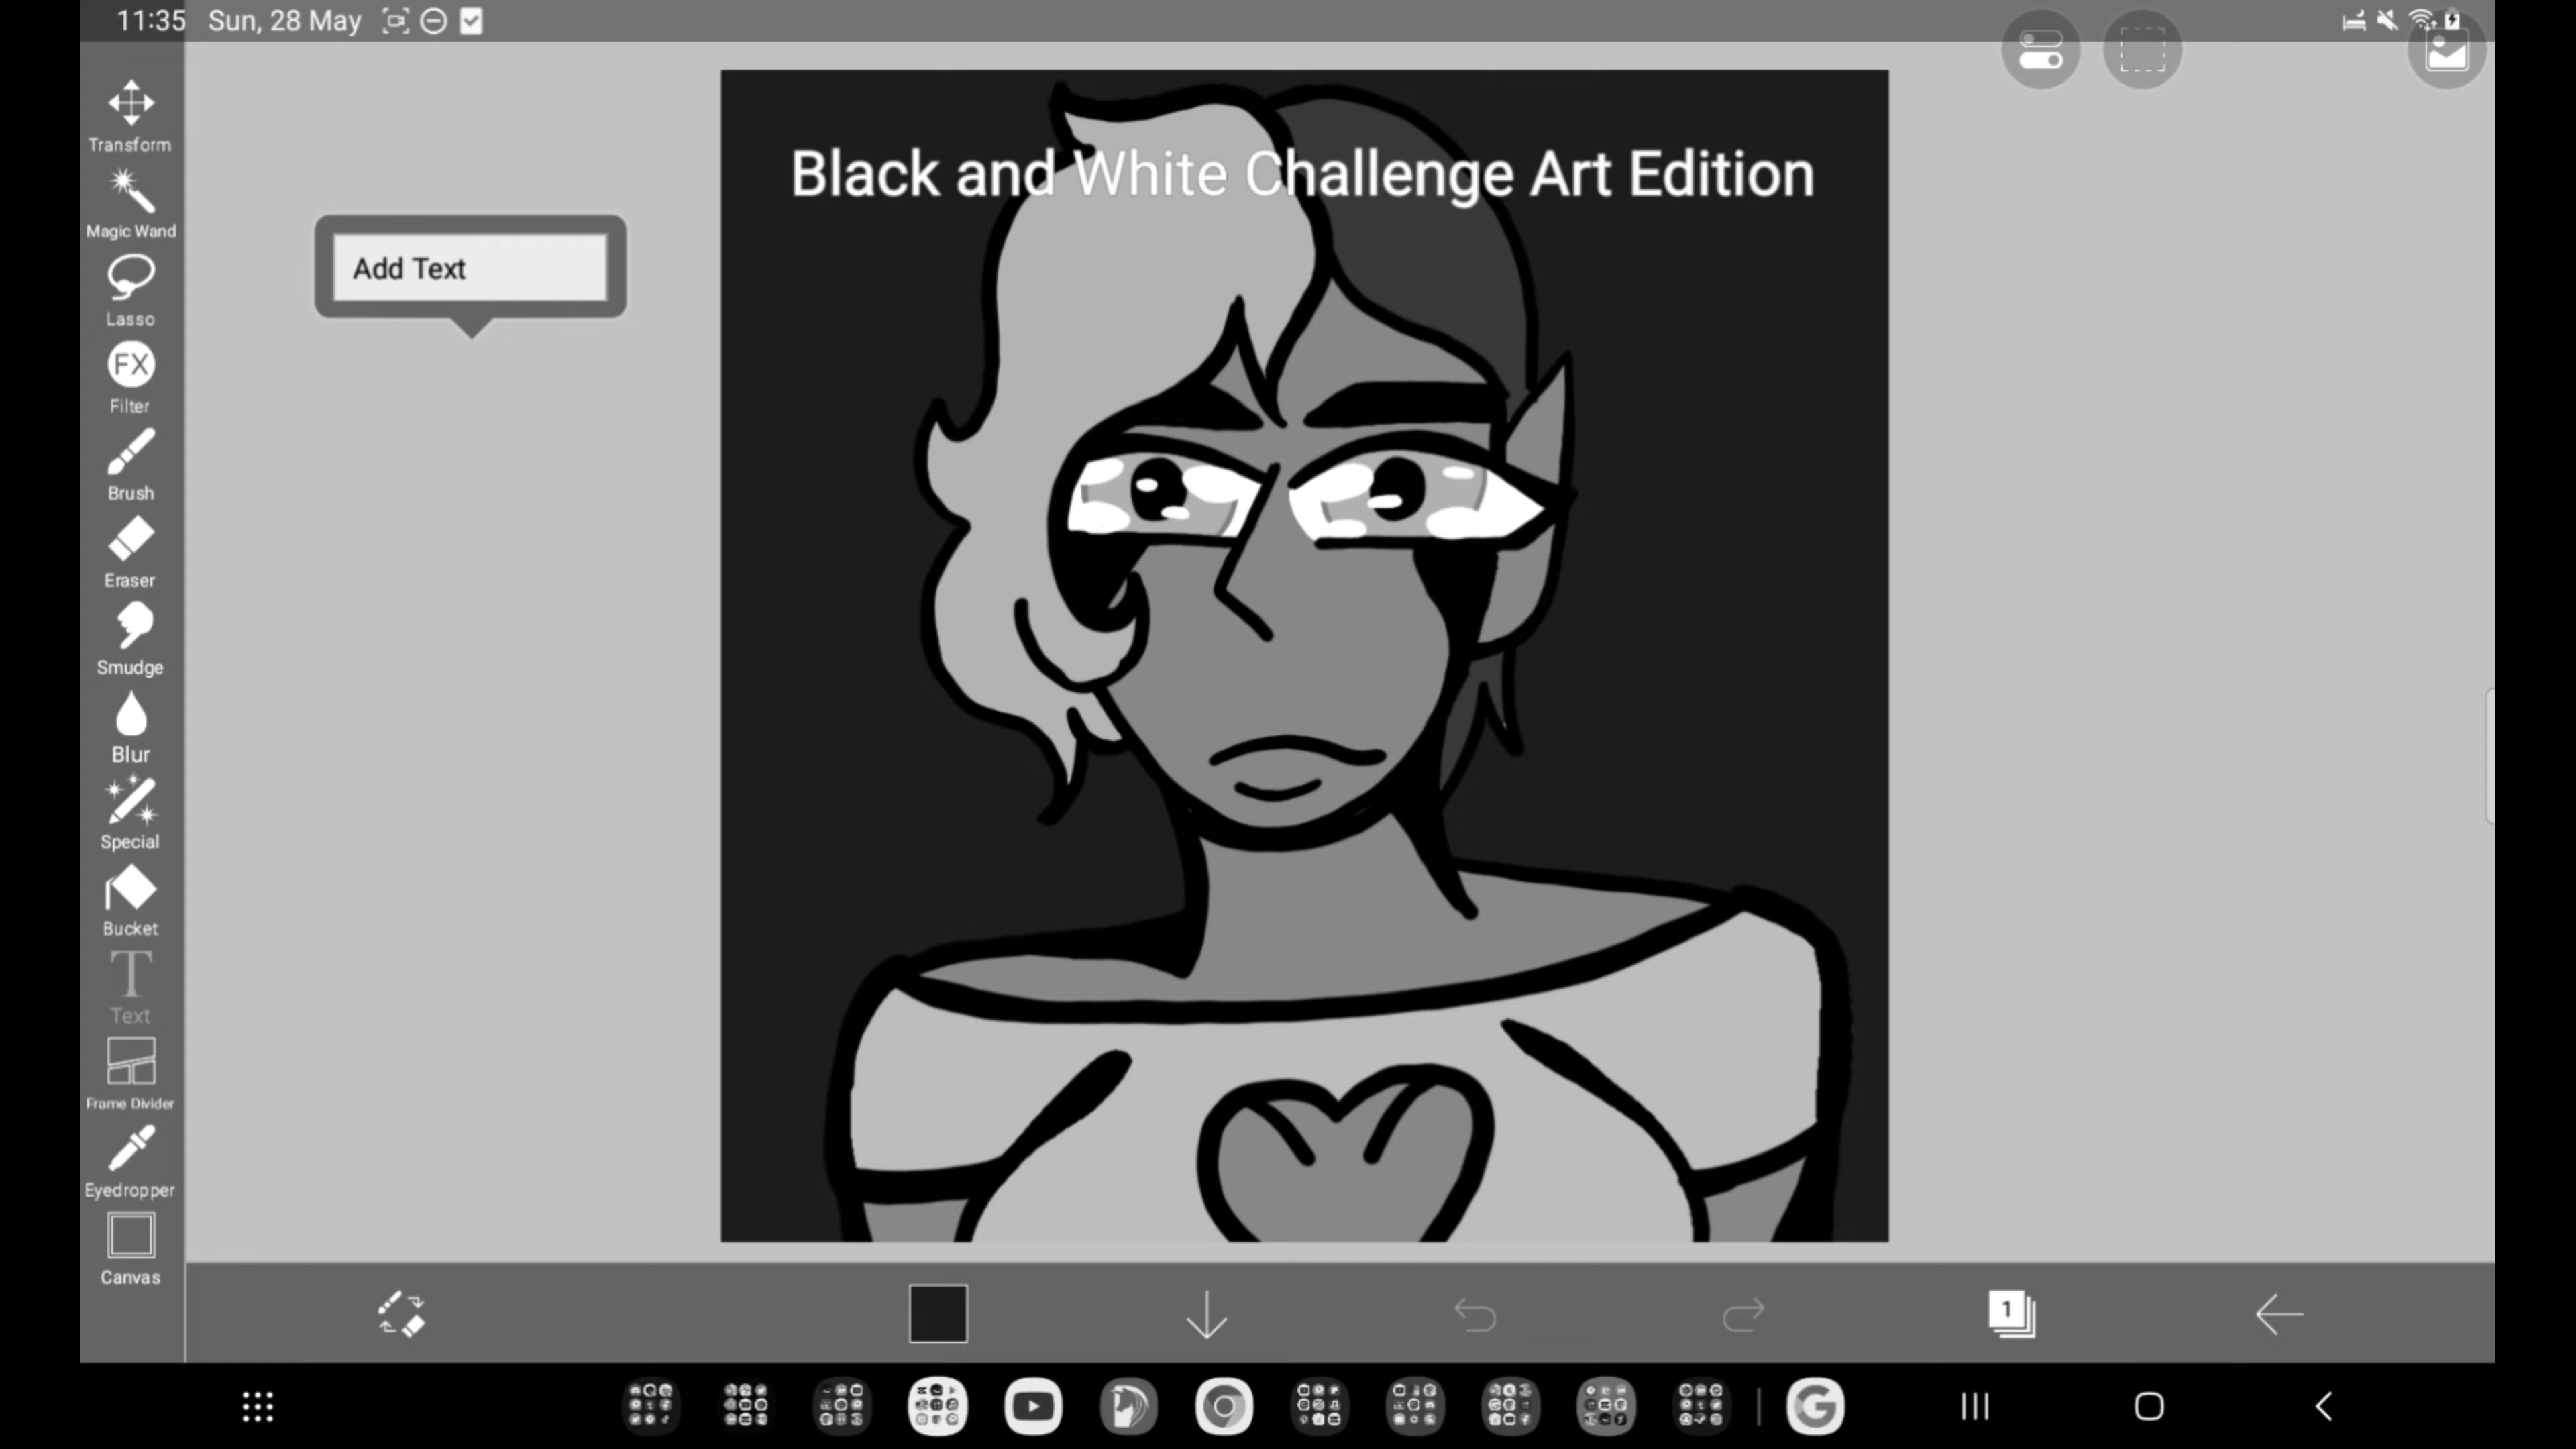 11:35 Sun, 28 May
Transform
Magic Wand
Lasso
FX
Filter
Brush
Eraser
Smudge
Blur
Special
Bucket
T
Text
Frame Divider
Eyedropper
Canvas
Add Text
Black and White Challenge Art Edition
1
G